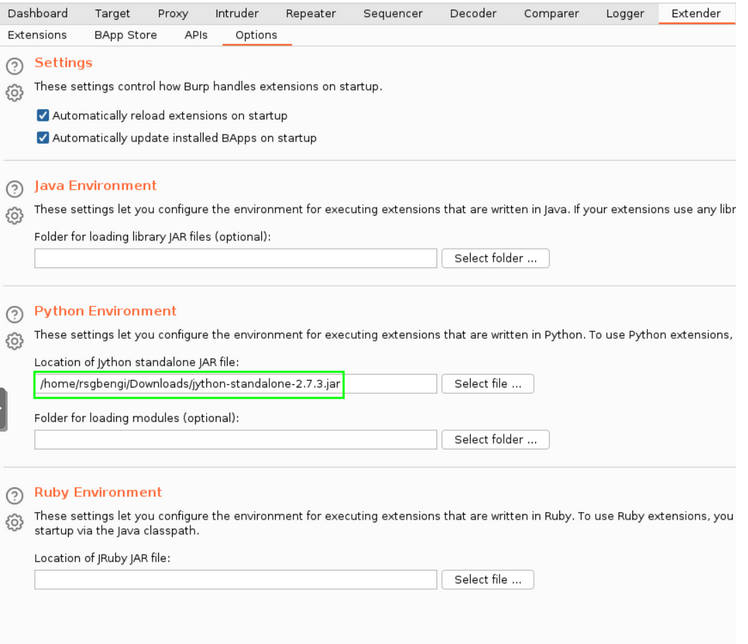 Dashboard Target Proxy Intruder Repeater Sequencer Decoder Comparer Logger Extender
Extensions BApp Store APIs Options
Settings
These settings control how Burp handles extensions on startup.
Automatically reload extensions on startup
Automatically update installed BApps on startup
Java Environment
These settings let you configure the environment for executing extensions that are written in Java. If your extensions use any libr
Folder for loading library JAR files (optional):
Select folder ...
Python Environment
These settings let you configure the environment for executing extensions that are written in Python. To use Python extensions,
Location of Jython standalone JAR file:
/home/rsgbengi/Downloads/jython-standalone-2.7.3.jar Select file ...
Folder for loading modules (optional):
Select folder ...
Ruby Environment
These settings let you configure the environment for executing extensions that are written in Ruby. To use Ruby extensions, you
startup via the Java classpath.
Location of JRuby JAR file:
Select file ...